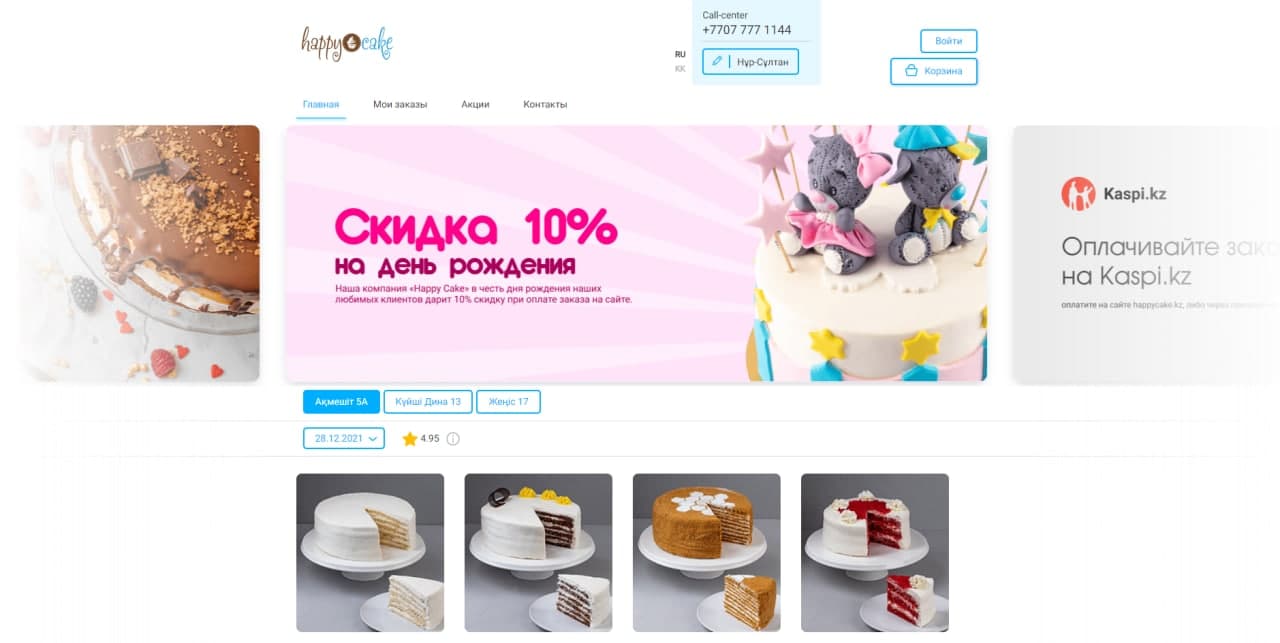 happy cake
Call-center
+7707 777 1144
RU
KK
Нұр-Сұлтан
Войти
Корзина
Главная
Мои заказы
Акции
Контакты
Скидка 10%
на день рождения
Наша компания «Happy Cake» в честь дня рождения наших
любимых клиентов дарит 10% скидку при оплате заказа на сайте.
Kaspi.kz
Оплачивайте зака
на Kaspi.kz
оплатите на сайте happycake.kz, либо через
Ақмешіт 5А
Күйші Дина 13
Жеңіс 17
28.12.2021
4.95